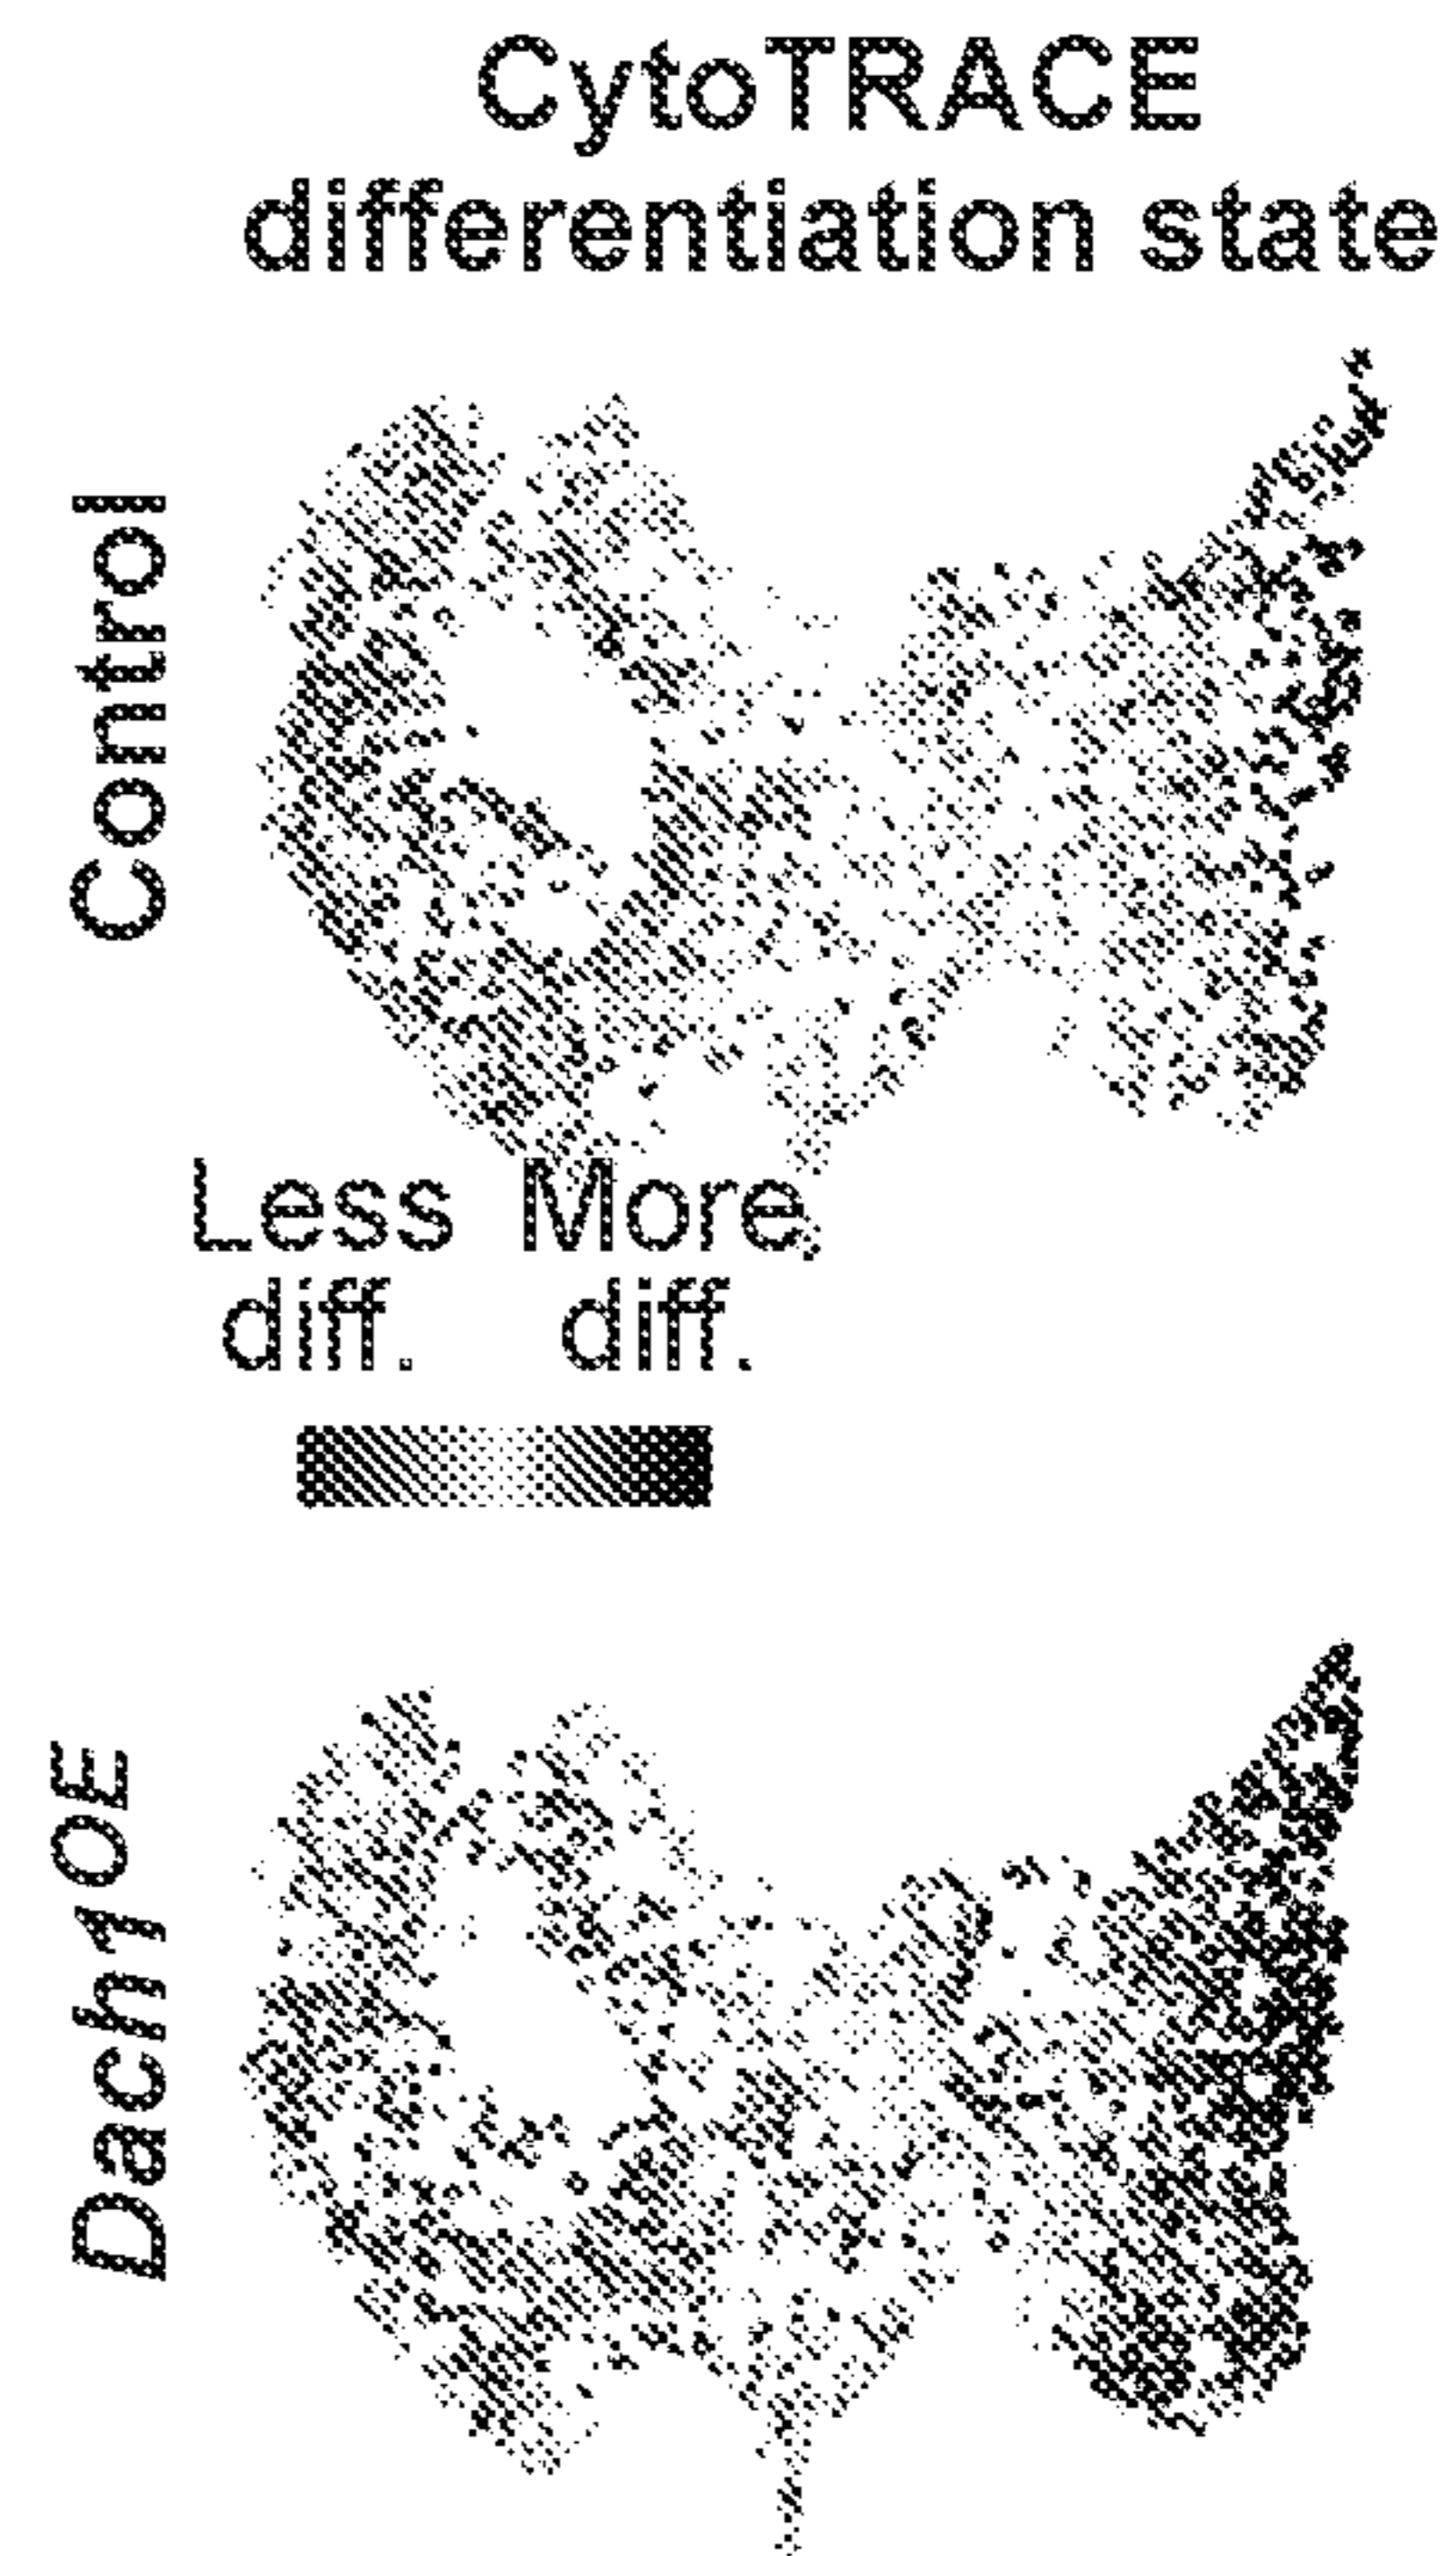 CytoTRACE
differentiation state
Control
Less More
diff. diff.
Dach1OE